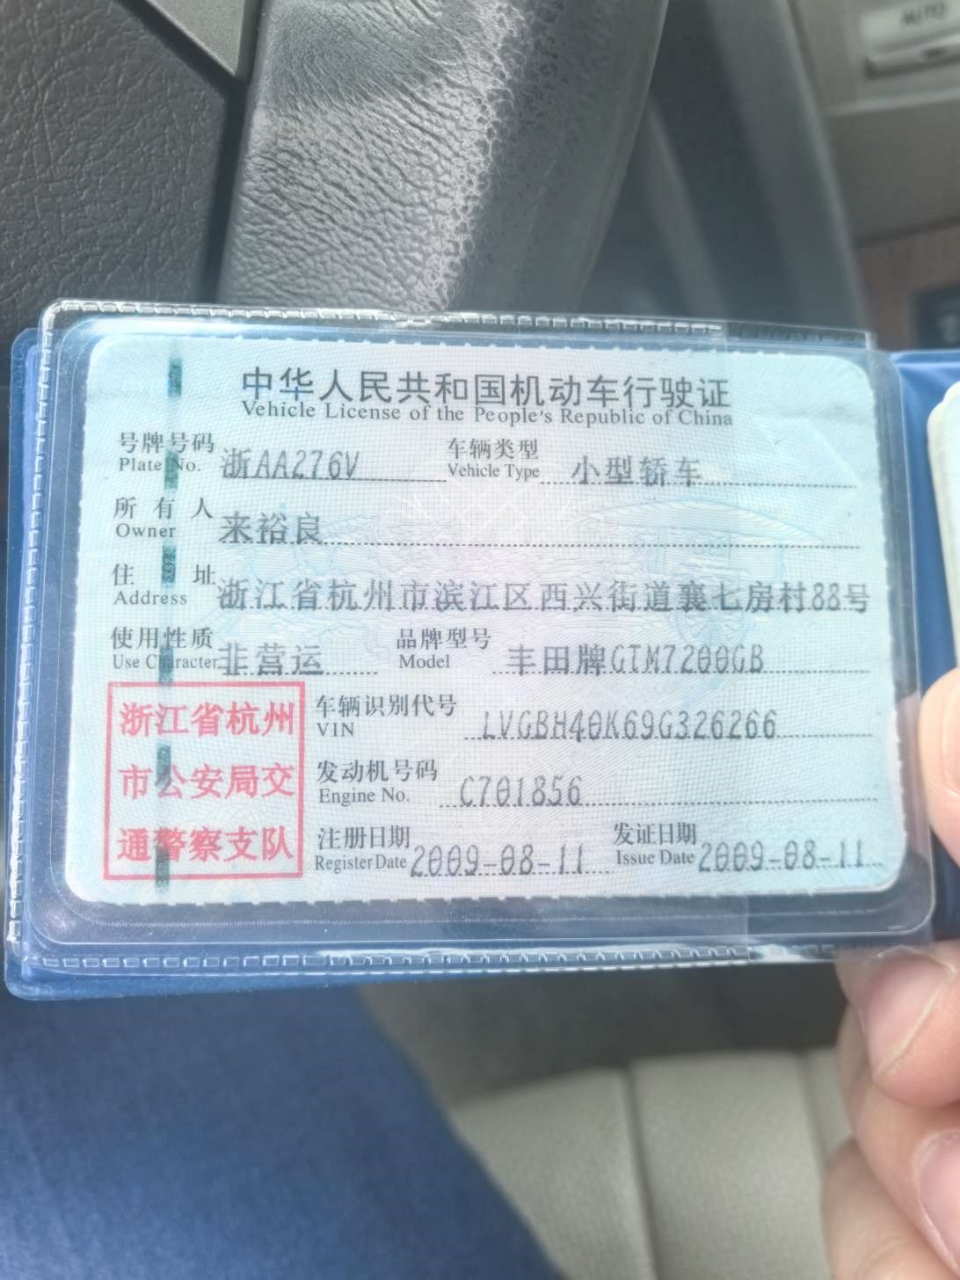 AUTO
中华人民共和国机动车行驶证
Vehicle License of the People's Republic of China
号牌号码 浙AA276V 车辆类型 小型轿车
Plate No. Vehicle Type
所有人 来裕良
Owner
住址 浙江省杭州市滨江区西兴街道襄七房村88号
Address
使用性质 非营运 品牌型号 丰田牌GTM7200GB
Use Character Model
浙江省杭州
市公安局交
通警察支队
车辆识别代号 LVGBH40K69G326266
VIN
发动机号码 C701856
Engine No.
注册日期 2009-08-11 发证日期 2009-08-11
Register Date Issue Date